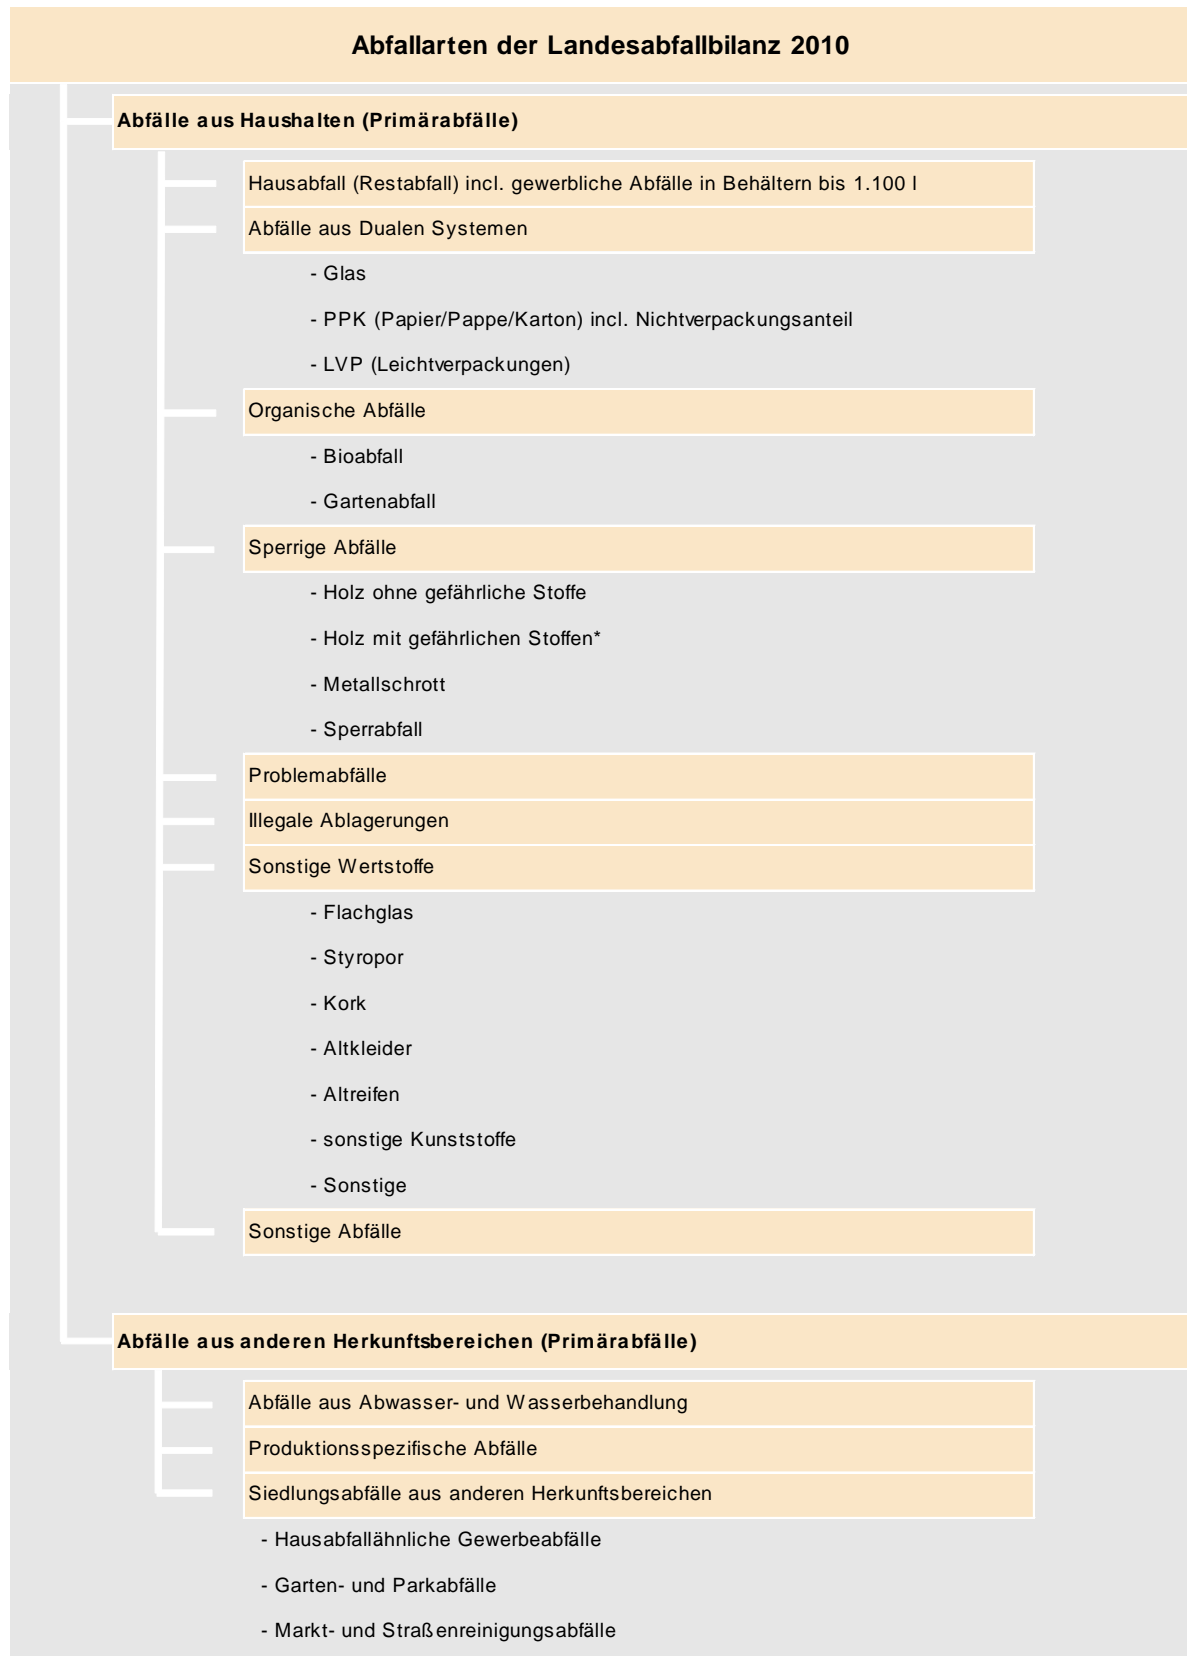 Abfallarten der Landesabfallbilanz 2010
Abfälle aus Haushalten (Primärabfälle)
Hausabfall (Restabfall) incl. gewerbliche Abfälle in Behältern bis 1.100 l
Abfälle aus Dualen Systemen
- Glas
- PPK (Papier/Pappe/Karton) incl. Nichtverpackungsanteil
- LVP (Leichtverpackungen)
Organische Abfälle
- Bioabfall
- Gartenabfall
Sperrige Abfälle
- Holz ohne gefährliche Stoffe
- Holz mit gefährlichen Stoffen*
- Metallschrott
- Sperrabfall
Problemabfälle
Illegale Ablagerungen
Sonstige Wertstoffe
- Flachglas
- Styropor
- Kork
- Altkleider
- Altreifen
- sonstige Kunststoffe
- Sonstige
Sonstige Abfälle
Abfälle aus anderen Herkunftsbereichen (Primärabfälle)
Abfälle aus Abwasser- und Wasserbehandlung
Produktionsspezifische Abfälle
Siedlungsabfälle aus anderen Herkunftsbereichen
- Hausabfallähnliche Gewerbeabfälle
- Garten- und Parkabfälle
- Markt- und Straßenreinigungsabfälle